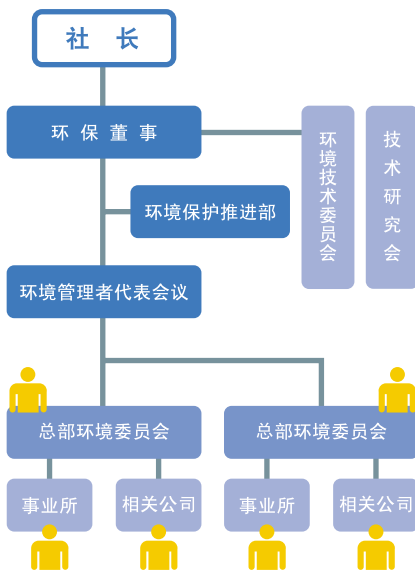 社 长
环 保 董 事
环境技术委员会
技术研究会
环境保护推进部
环境管理者代表会议
总部环境委员会
总部环境委员会
事业所
相关公司
事业所
相关公司